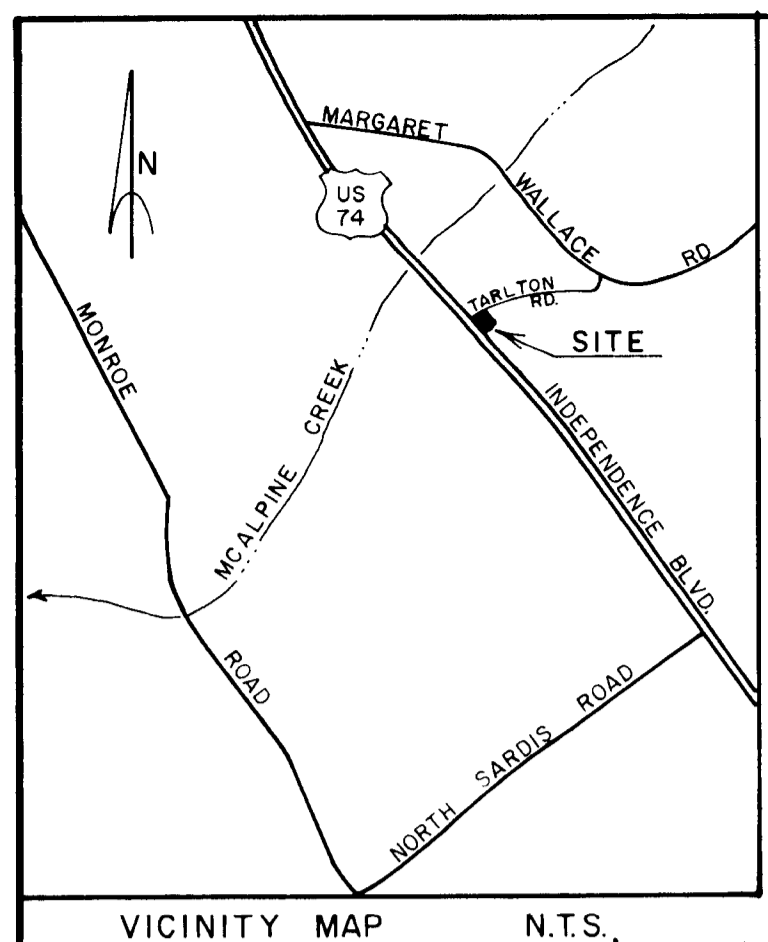 MARGARET
WALLACE
RD
N
US
74
TARLTON
RD.
SITE
MONROE
INDEPENDENCE BLVD.
MCALPINE CREEK
ROAD
NORTH SARDIS ROAD
VICINITY MAP N.T.S.